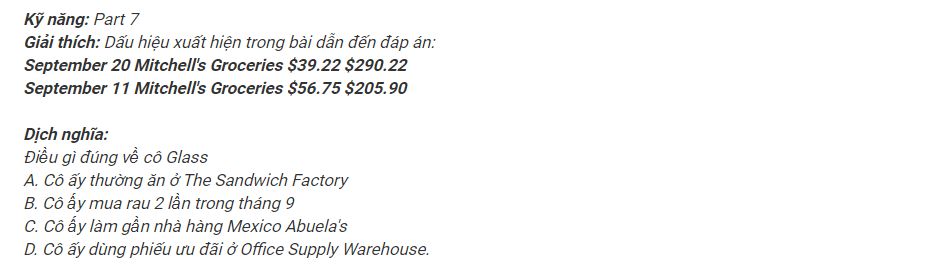 Kỹ năng: Part 7
Giải thích: Dấu hiệu xuất hiện trong bài dẫn đến đáp án:
September 20 Mitchell's Groceries $39.22 $290.22
September 11 Mitchell's Groceries $56.75 $205.90
Dịch nghĩa:
Điều gì đúng về cô Glass
A. Cô ấy thường ăn ở The Sandwich Factory
B. Cô ấy mua rau 2 lần trong tháng 9
C. Cô ấy làm gần nhà hàng Mexico Abuela's
D. Cô ấy dùng phiếu ưu đãi ở Office Supply Warehouse.